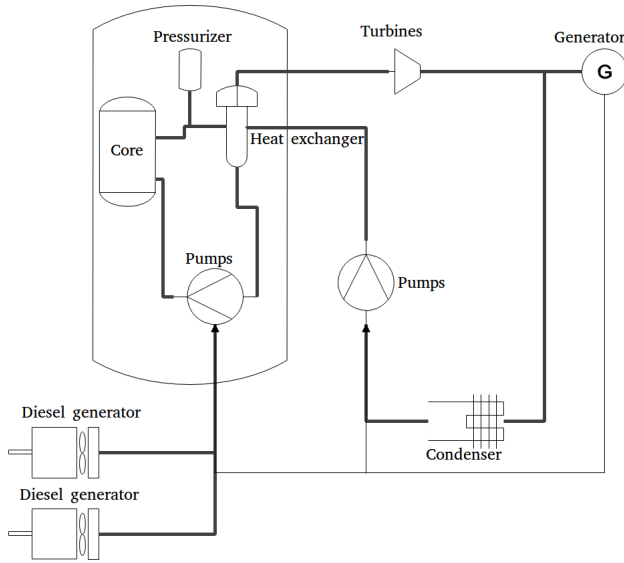 Turbines
Pressurizer
Generator
G
Heat exchanger
Core
Pumps
Pumps
Diesel generator
Condenser
Diesel generator